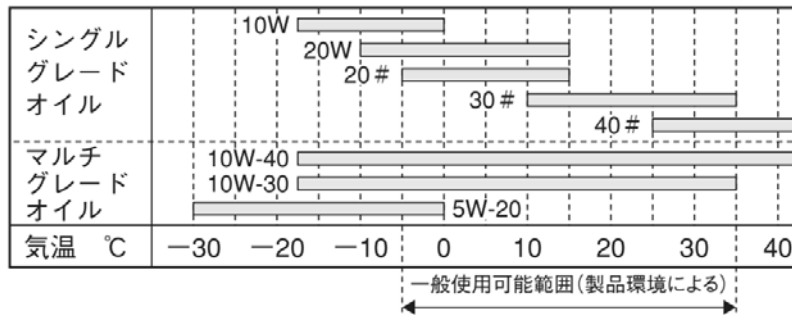 シングル
グレード
オイル
10W
20W
20#
30#
40#
マルチ
グレード
オイル
10W-40
10W-30
5W-20
気温 ℃ －30 －20 －10 0 10 20 30 40
一般使用可能範囲（製品環境による）